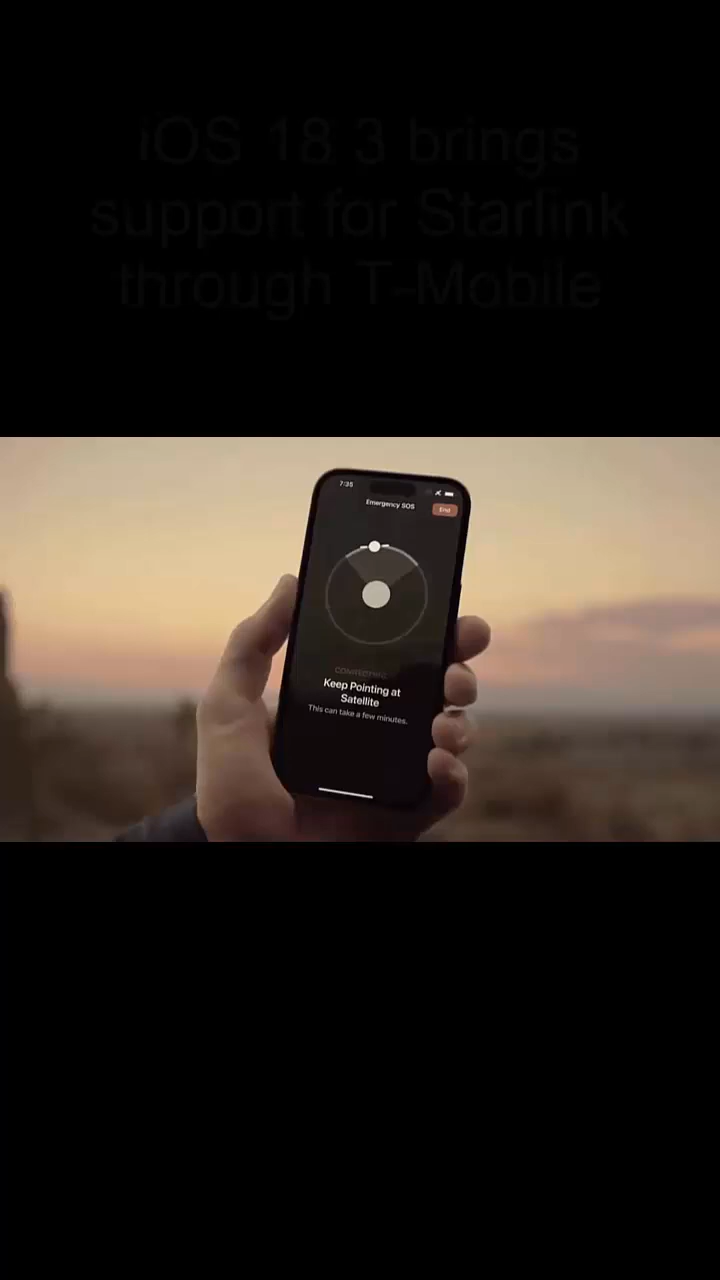 iOS 18 3 brings
support for Starlink
through T-Mobile
7:35
Emergency SOS
End
CONNECTING
Keep Pointing at
Satellite
This can take a few minutes.